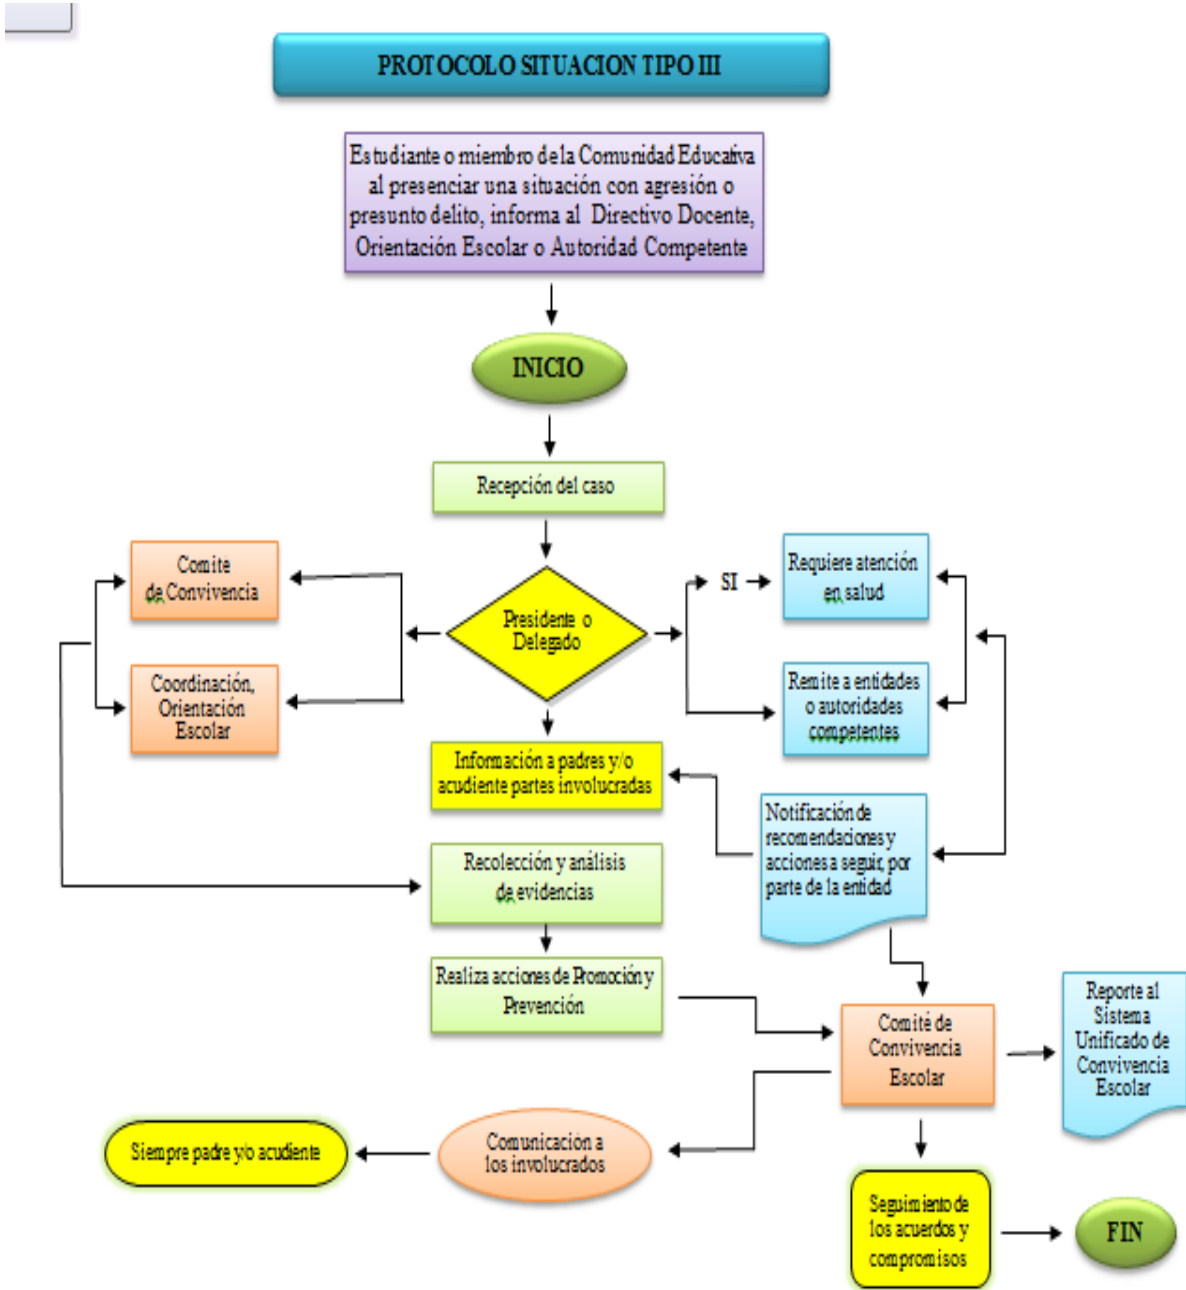 PROTOCOLO SITUACION TIPO III
Estudiante o miembro de la Comunidad Educativa
al presenciar una situación con agresión o
presunto delito, informa al Directivo Docente,
Orientación Escolar o Autoridad Competente
INICIO
Recepción del caso
Comité
de Convivencia
Presidente o
Delegado
SI
Requiere atención
en salud
Coordinación,
Orientación
Escolar
Remite a entidades
o autoridades
competentes
Información a padres y/o
acudiente partes involucradas
Notificación de
recomendaciones y
acciones a seguir, por
parte de la entidad
Recolección y análisis
de evidencias
Realiza acciones de Promoción y
Prevención
Comité de
Convivencia
Escolar
Reporte al
Sistema
Unificado de
Convivencia
Escolar
Siempre padre y/o acudiente
Comunicación a
los involucrados
Seguimiento de
los acuerdos y
compromisos
FIN